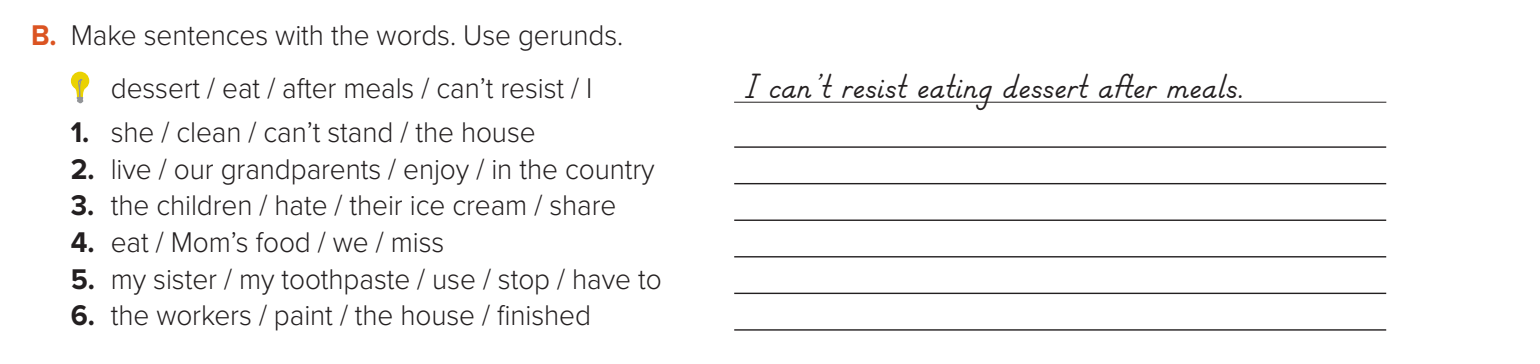 B. Make sentences with the words. Use gerunds.
dessert / eat / after meals / can't resist / I
I can't resist eating dessert after meals.
1. she / clean / can't stand / the house
2. live / our grandparents / enjoy / in the country
3. the children / hate / their ice cream / share
4. eat / Mom's food / we / miss
5. my sister / my toothpaste / use / stop / have to
6. the workers / paint / the house / finished